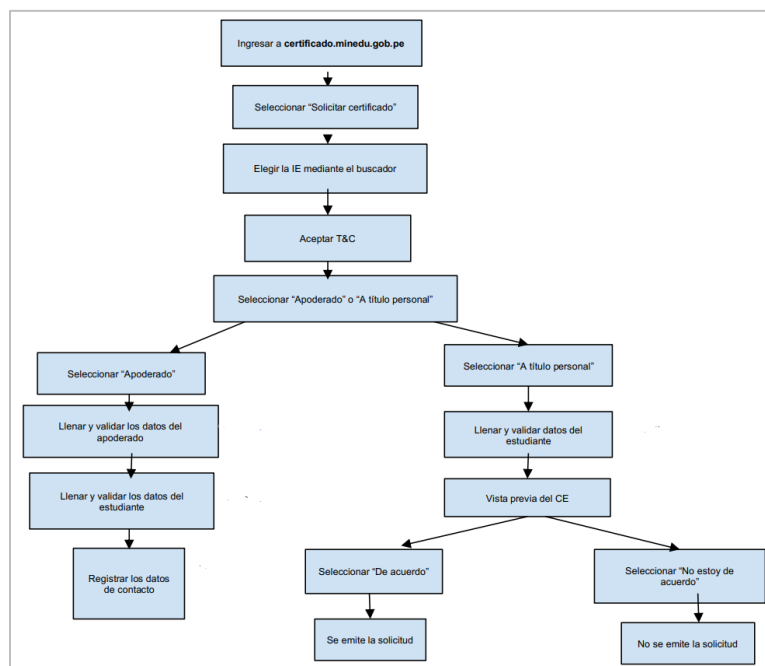 Ingresar a certificado.minedu.gob.pe
Seleccionar "Solicitar certificado"
Elegir la IE mediante el buscador
Aceptar T&C
Seleccionar "Apoderado" o "A título personal"
Seleccionar "Apoderado"
Llenar y validar los datos del
apoderado
Llenar y validar los datos del
estudiante
Registrar los datos
de contacto
Seleccionar "A título personal"
Llenar y validar datos del
estudiante
Vista previa del CE
Seleccionar "De acuerdo"
Se emite la solicitud
Seleccionar "No estoy de
acuerdo"
No se emite la solicitud